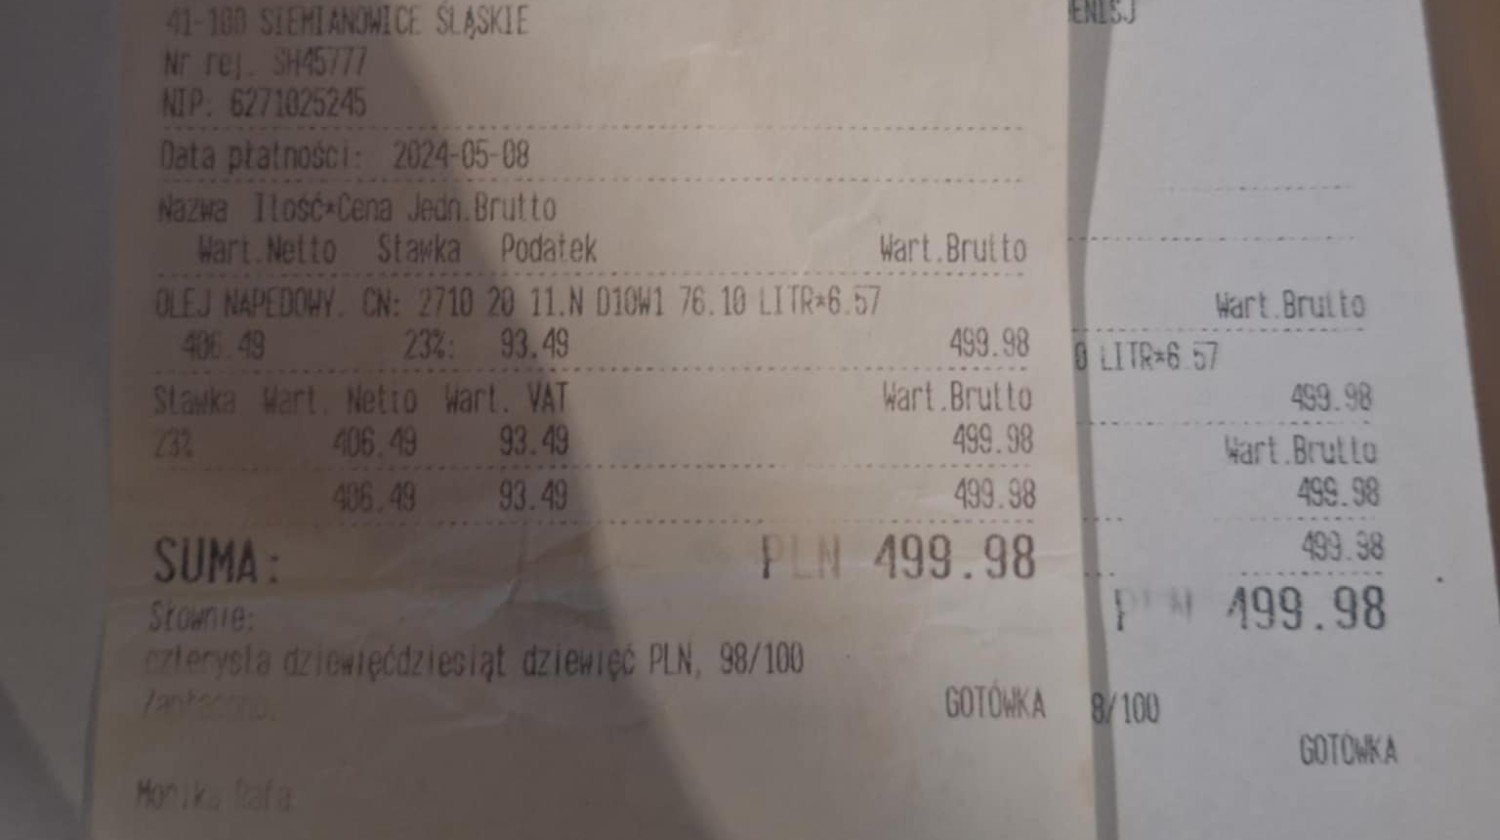 41-100 SIEMIANOWICE ŚLĄSKIE
Nr rej. SH45777
NIP: 6271025245
Data płatności: 2024-05-08
Nazwa Ilość*Cena Jedn.Brutto
Wart.Netto Stawka Podatek Wart.Brutto
OLEJ NAPEDOWY. CN: 2710 20 11.N D10W1 76.10 LITR*6.57
406.49 23%: 93.49 499.98
Stawka Wart. Netto Wart. VAT Wart.Brutto
23% 406.49 93.49 499.98
406.49 93.49 499.98
SUMA: PLN 499.98
Słownie:
czterysta dziewięćdziesiąt dziewięć PLN, 98/100
Zapłacono: GOTÓWKA
Monika
Wart.Brutto
0 LITR*6.57
499.98
Wart.Brutto
499.98
499.98
PLN 499.98
8/100
GOTÓWKA